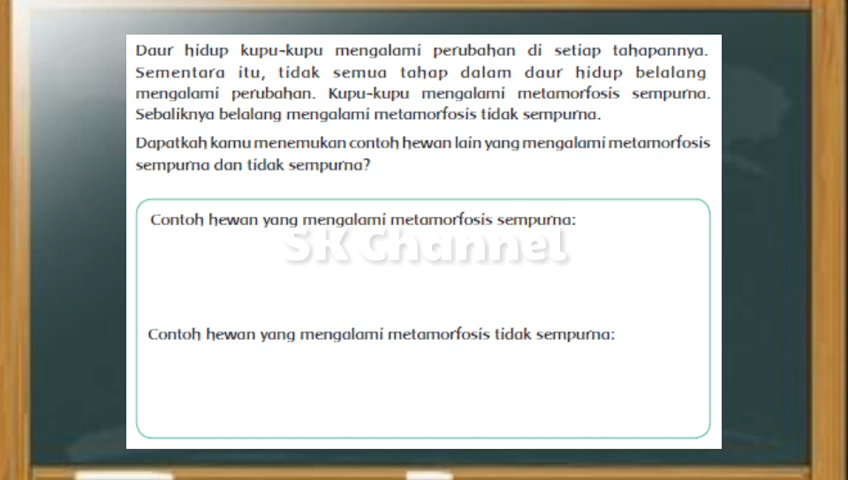 Daur hidup kupu-kupu mengalami perubahan di setiap tahapannya.
Sementara itu, tidak semua tahap dalam daur hidup belalang
mengalami perubahan. Kupu-kupu mengalami metamorfosis sempurna.
Sebaliknya belalang mengalami metamorfosis tidak sempurna.
Dapatkah kamu menemukan contoh hewan lain yang mengalami metamorfosis
sempurna dan tidak sempurna?
Contoh hewan yang mengalami metamorfosis sempurna:
SK Channel
Contoh hewan yang mengalami metamorfosis tidak sempurna: